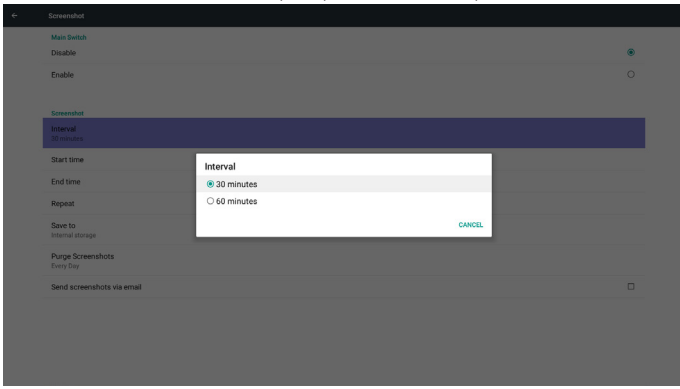 Screenshot
Main Switch
Disable
Enable
Screenshot
Interval
30 minutes
Start time
End time
Repeat
Save to
Internal storage
Purge Screenshots
Every Day
Send screenshots via email
Interval
30 minutes
60 minutes
CANCEL